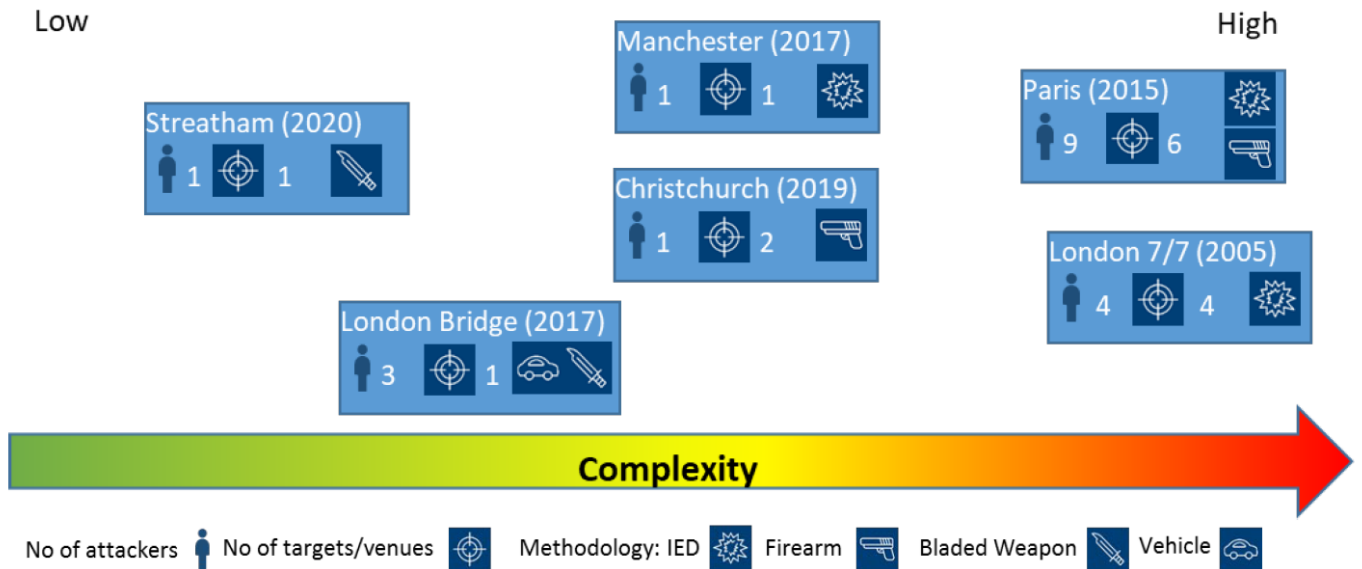 Low
High
Manchester (2017)
1 1
Paris (2015)
9 6
Streatham (2020)
1 1
Christchurch (2019)
1 2
London 7/7 (2005)
4 4
London Bridge (2017)
3 1
Complexity
No of attackers No of targets/venues Methodology: IED Firearm Bladed Weapon Vehicle